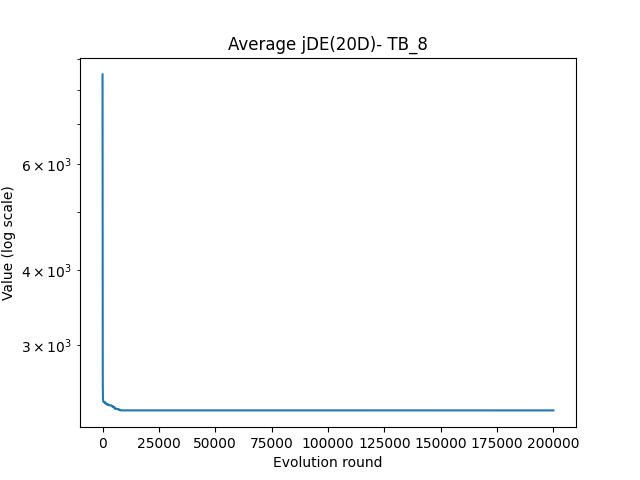 Average jDE(20D)- TB_8
Value (log scale)
6 × 10³
4 × 10³
3 × 10³
0 25000 50000 75000 100000 125000 150000 175000 200000
Evolution round